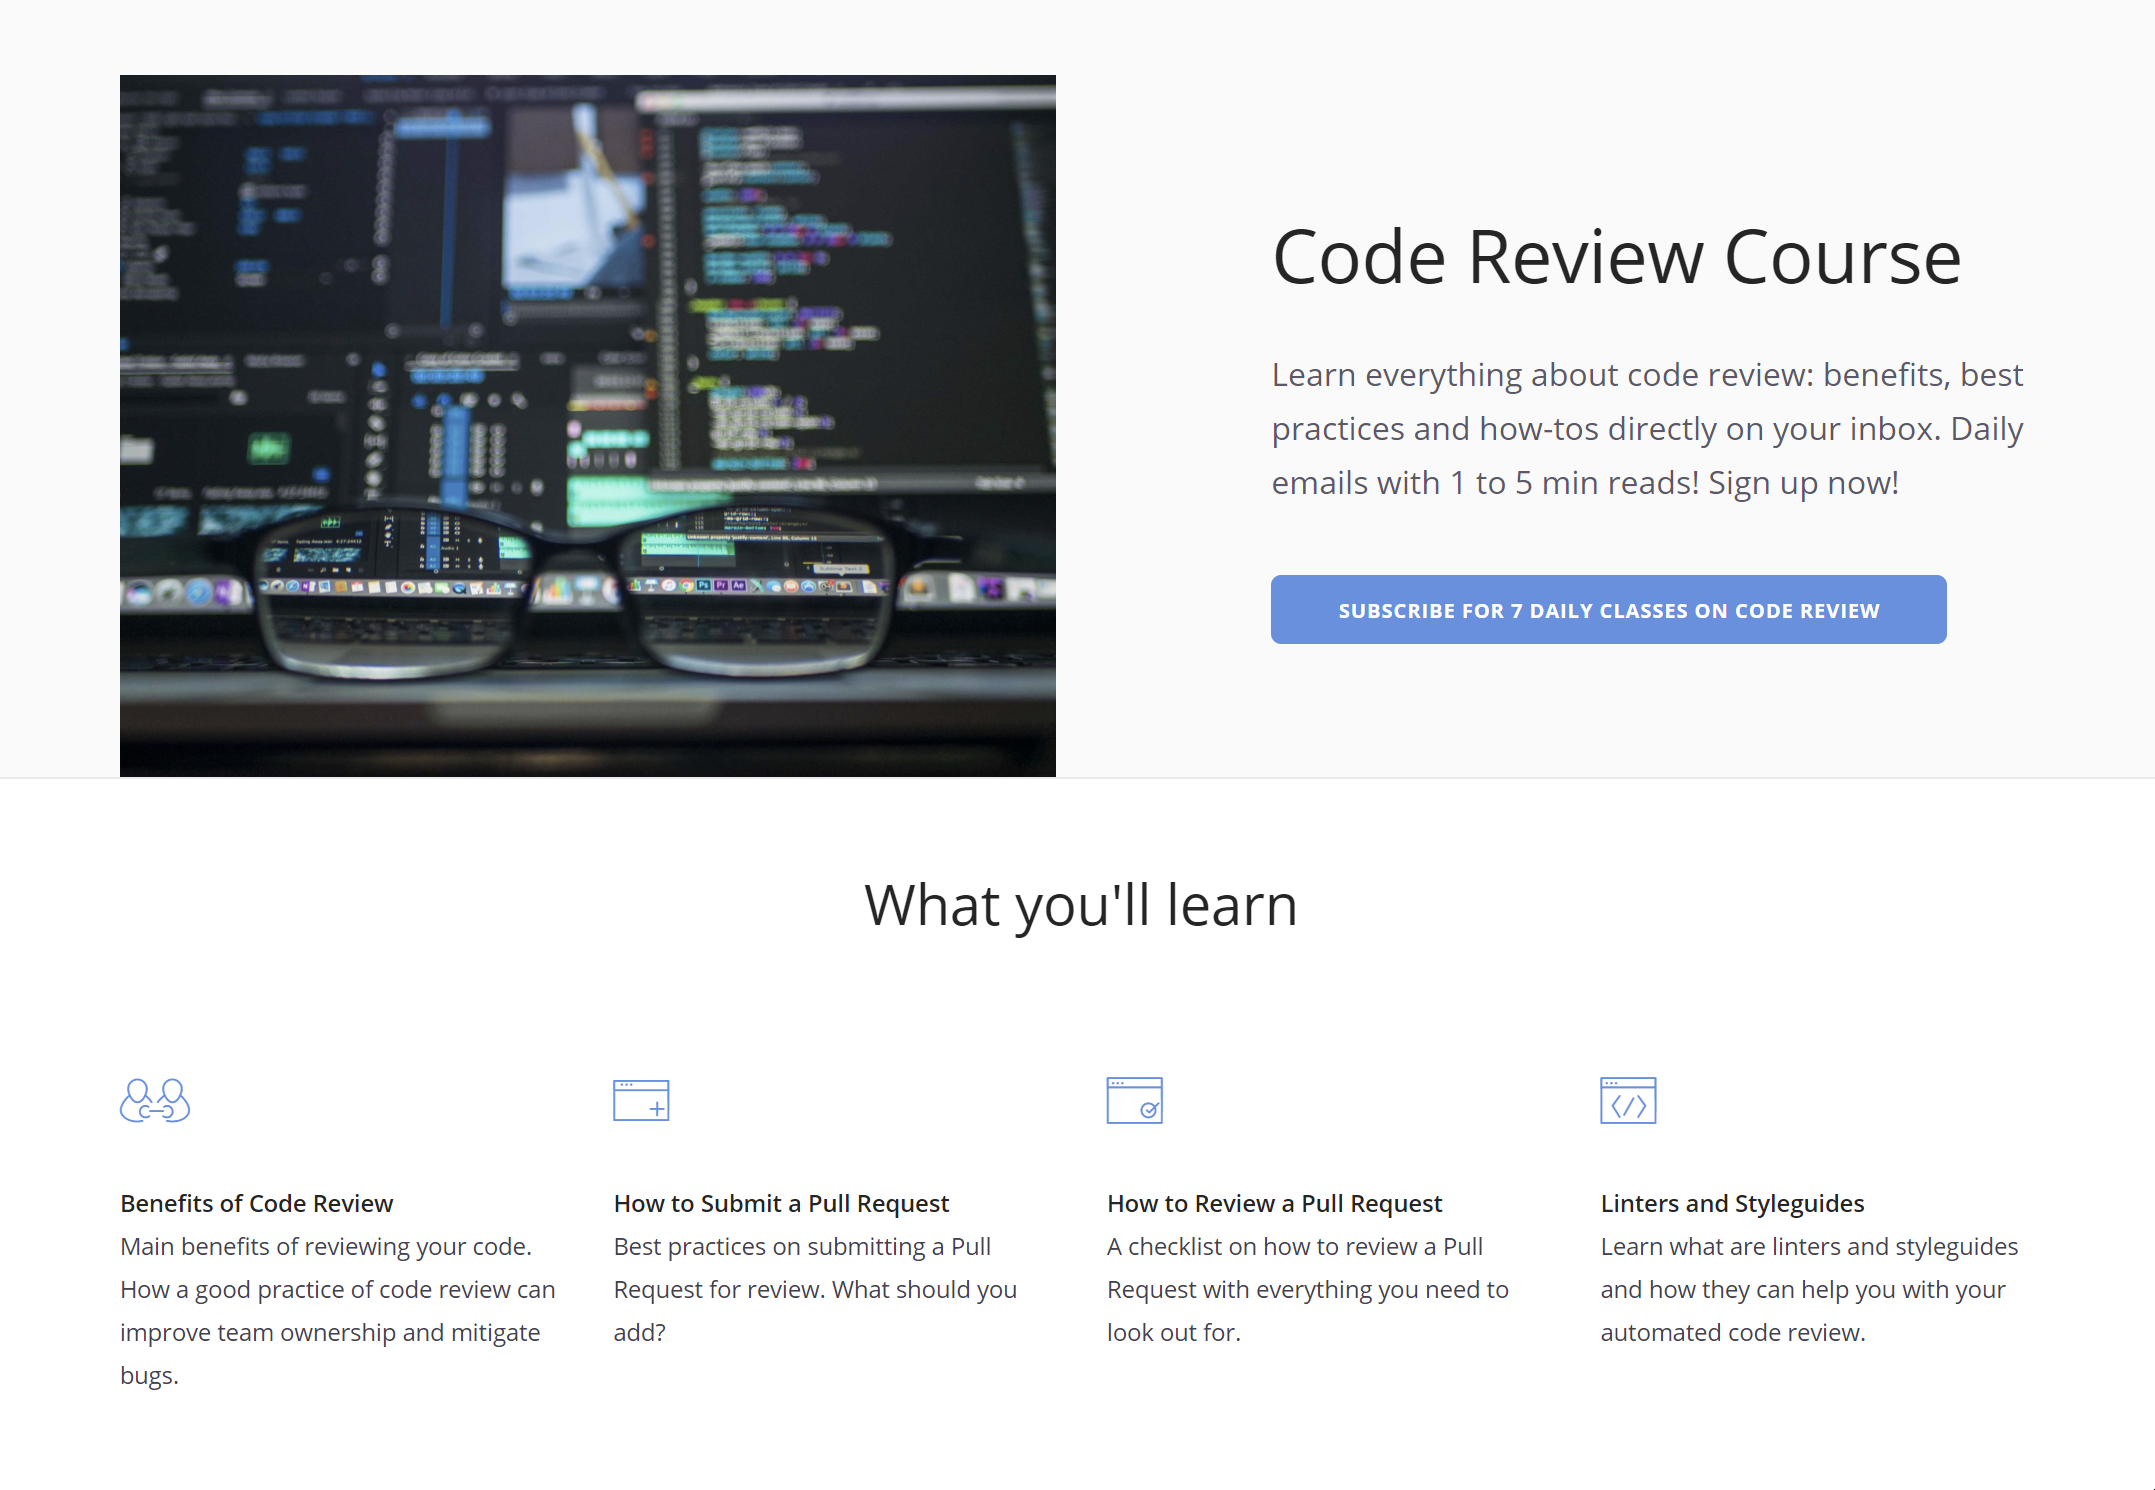 Code Review Course
Learn everything about code review: benefits, best
practices and how-tos directly on your inbox. Daily
emails with 1 to 5 min reads! Sign up now!
SUBSCRIBE FOR 7 DAILY CLASSES ON CODE REVIEW
What you'll learn
Benefits of Code Review
Main benefits of reviewing your code.
How a good practice of code review can
improve team ownership and mitigate
bugs.
How to Submit a Pull Request
Best practices on submitting a Pull
Request for review. What should you
add?
How to Review a Pull Request
A checklist on how to review a Pull
Request with everything you need to
look out for.
Linters and Styleguides
Learn what are linters and styleguides
and how they can help you with your
automated code review.